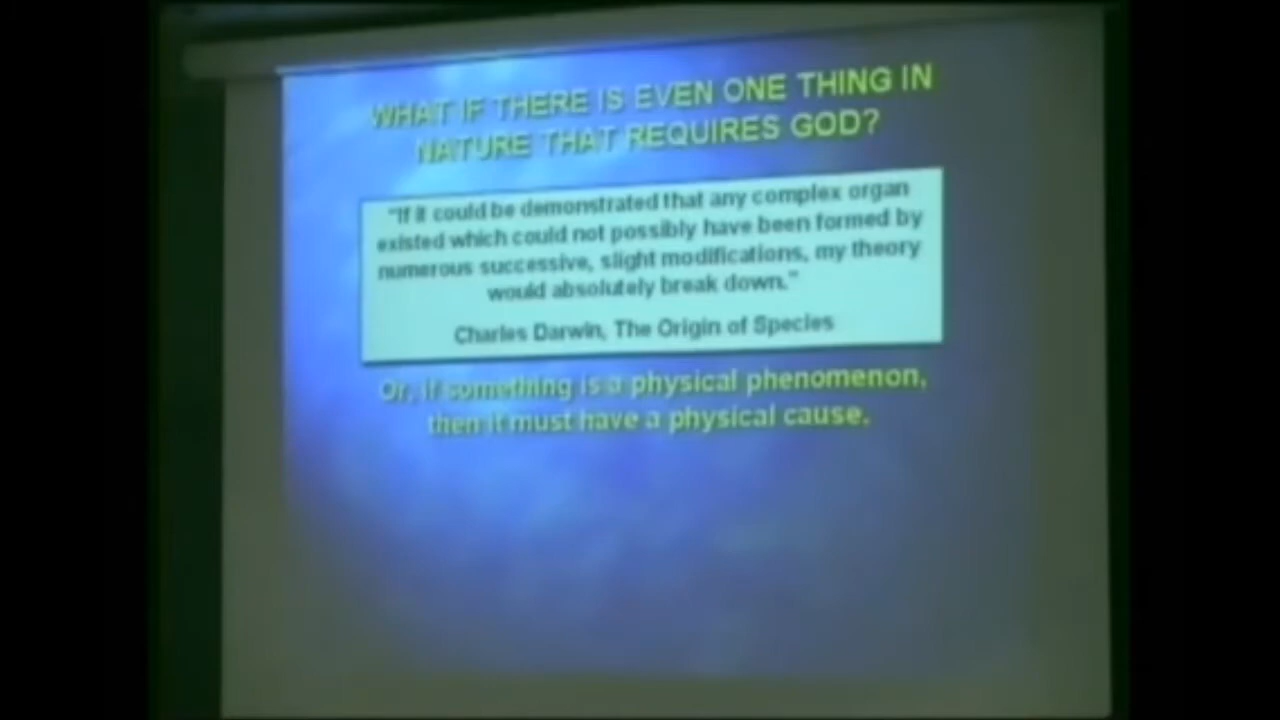 WHAT IF THERE IS EVEN ONE THING IN
NATURE THAT REQUIRES GOD?
"If it could be demonstrated that any complex organ
existed which could not possibly have been formed by
numerous successive, slight modifications, my theory
would absolutely break down."
Charles Darwin, The Origin of Species
Or, if something is a physical phenomenon,
then it must have a physical cause.